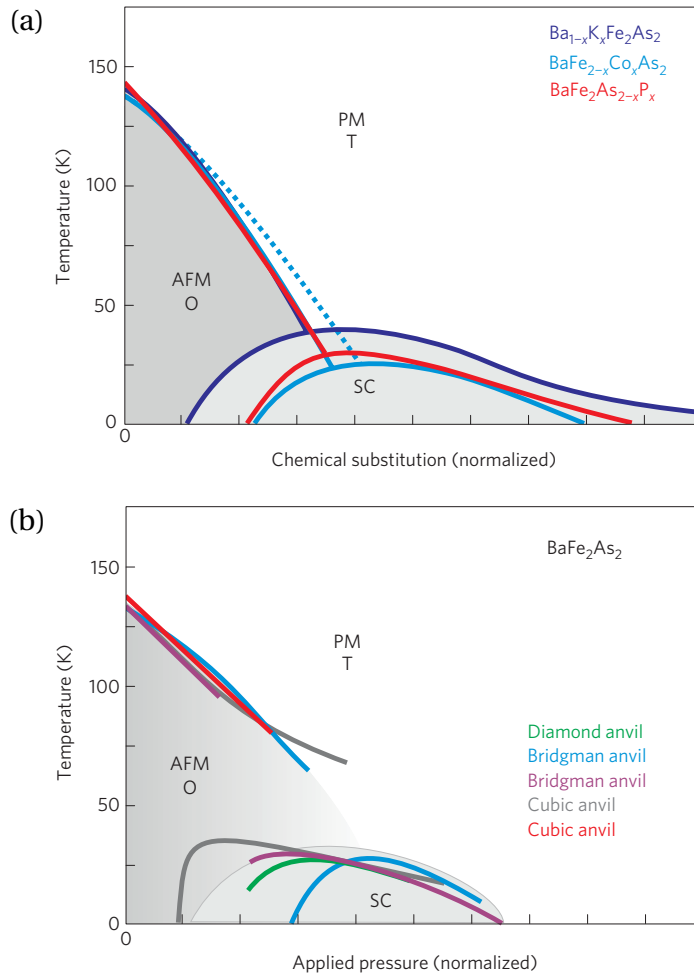 (a)
150
100
50
0
0
Temperature (K)
Chemical substitution (normalized)
Ba₁₋ₓKₓFe₂As₂
BaFe₂₋ₓCoₓAs₂
BaFe₂As₂₋ₓPₓ
PM
T
AFM
O
SC
(b)
150
100
50
0
0
Temperature (K)
Applied pressure (normalized)
BaFe₂As₂
PM
T
AFM
O
Diamond anvil
Bridgman anvil
Bridgman anvil
Cubic anvil
Cubic anvil
SC